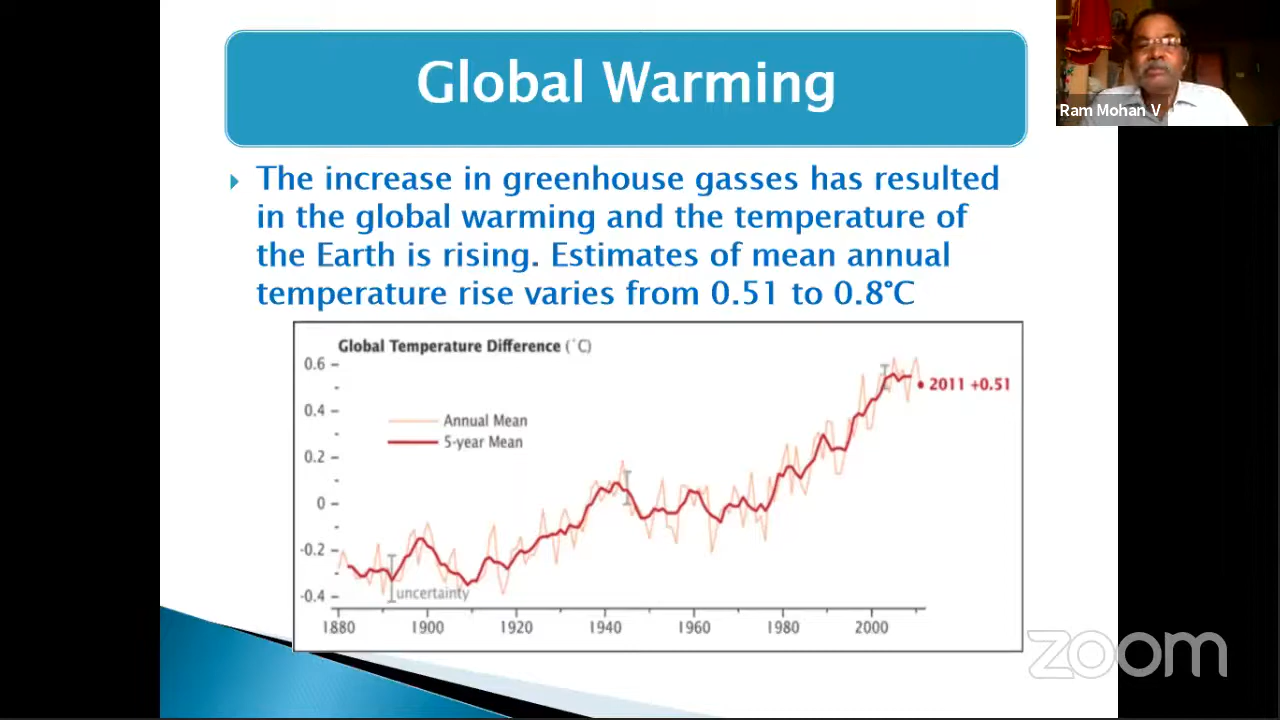 Global Warming
Ram Mohan V
The increase in greenhouse gasses has resulted
in the global warming and the temperature of
the Earth is rising. Estimates of mean annual
temperature rise varies from 0.51 to 0.8°C
Global Temperature Difference (°C)
0.6
2011 +0.51
0.4
Annual Mean
5-year Mean
0.2
0
-0.2
-0.4
uncertainty
1880 1900 1920 1940 1960 1980 2000
zoom